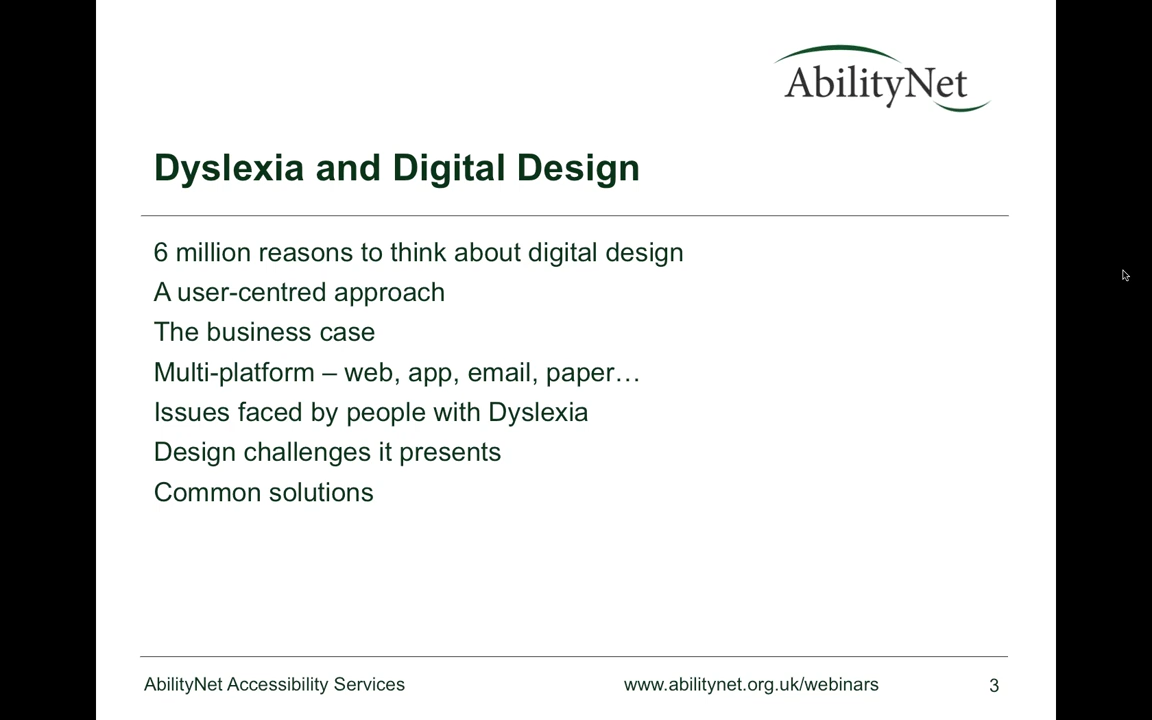 AbilityNet
Dyslexia and Digital Design
6 million reasons to think about digital design
A user-centred approach
The business case
Multi-platform – web, app, email, paper…
Issues faced by people with Dyslexia
Design challenges it presents
Common solutions
AbilityNet Accessibility Services www.abilitynet.org.uk/webinars 3